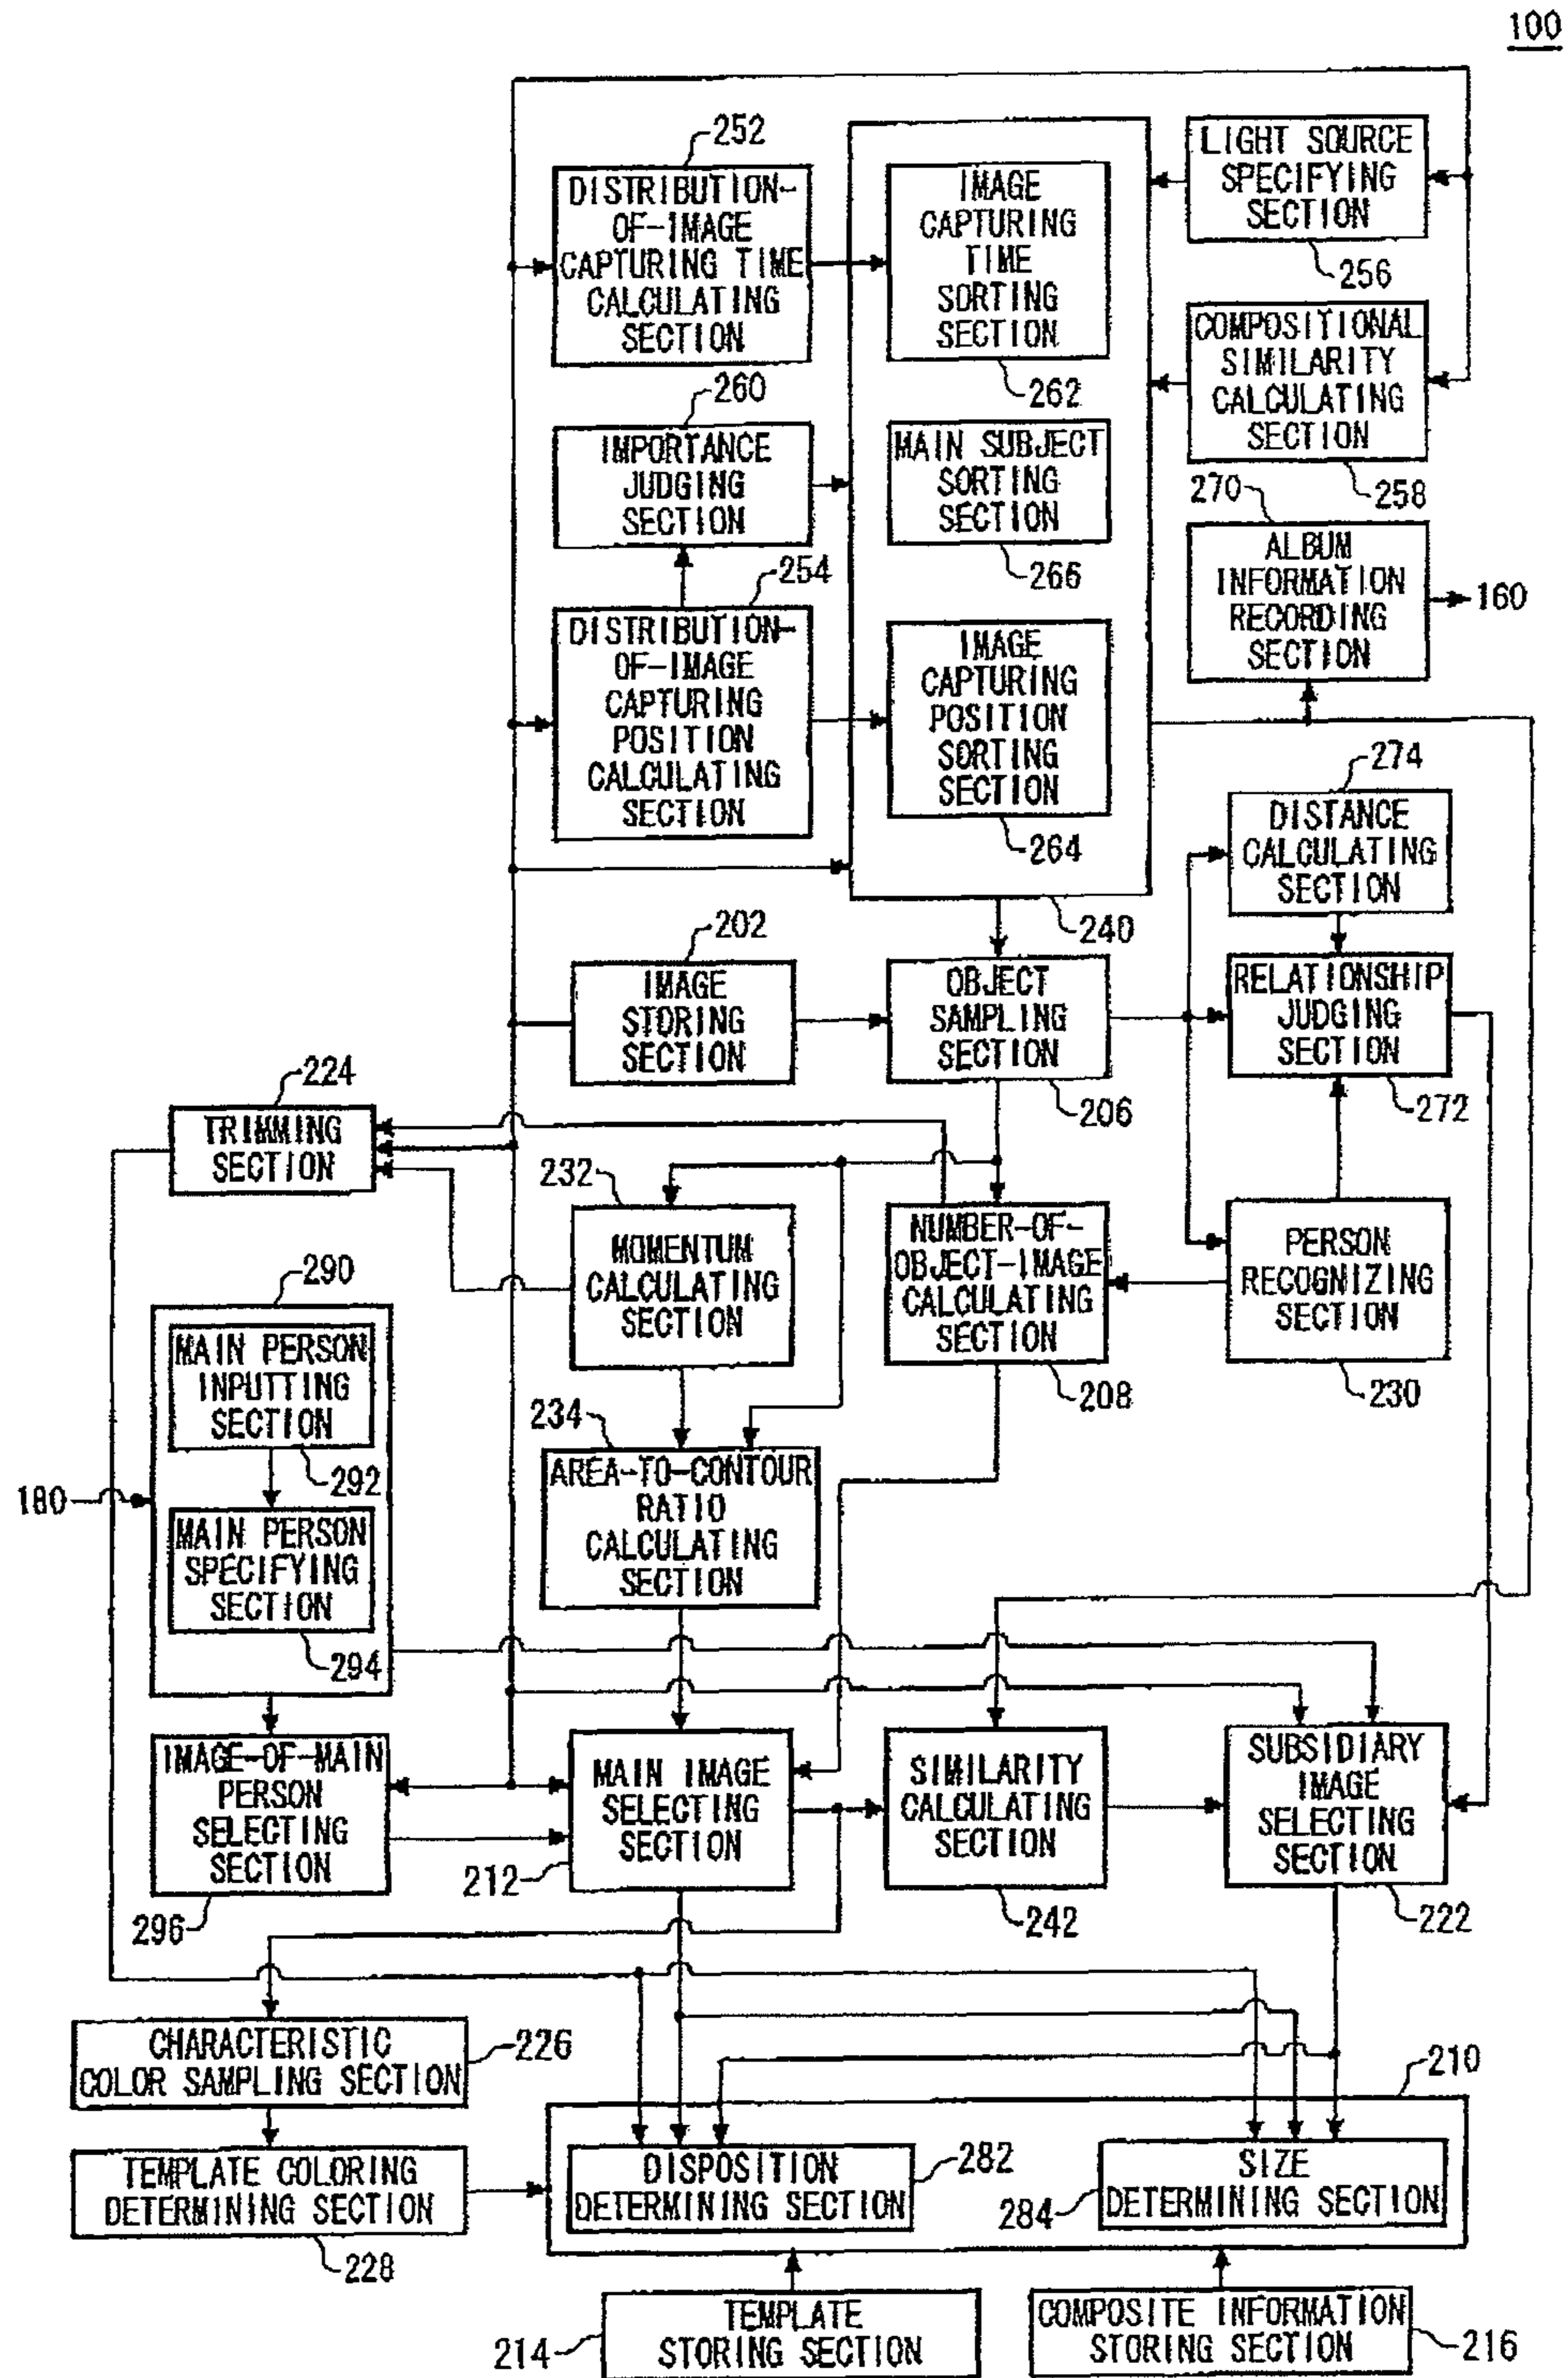 100
252
DISTRIBUTION-
OF-IMAGE
CAPTURING TIME
CALCULATING
SECTION
IMAGE
CAPTURING
TIME
SORTING
SECTION
262
LIGHT SOURCE
SPECIFYING
SECTION
256
COMPOSITIONAL
SIMILARITY
CALCULATING
SECTION
258
260
IMPORTANCE
JUDGING
SECTION
MAIN SUBJECT
SORTING
SECTION
266
270
ALBUM
INFORMATION
RECORDING
SECTION
160
254
DISTRIBUTION-
OF-IMAGE
CAPTURING
POSITION
CALCULATING
SECTION
IMAGE
CAPTURING
POSITION
SORTING
SECTION
264
240
274
DISTANCE
CALCULATING
SECTION
202
IMAGE
STORING
SECTION
OBJECT
SAMPLING
SECTION
206
RELATIONSHIP
JUDGING
SECTION
272
224
TRIMMING
SECTION
232
MOMENTUM
CALCULATING
SECTION
NUMBER-OF-
OBJECT-IMAGE
CALCULATING
SECTION
208
PERSON
RECOGNIZING
SECTION
230
290
MAIN PERSON
INPUTTING
SECTION
292
180
MAIN PERSON
SPECIFYING
SECTION
294
234
AREA-TO-CONTOUR
RATIO
CALCULATING
SECTION
IMAGE-OF-MAIN
PERSON
SELECTING
SECTION
296
MAIN IMAGE
SELECTING
SECTION
212
SIMILARITY
CALCULATING
SECTION
242
SUBSIDIARY
IMAGE
SELECTING
SECTION
222
CHARACTERISTIC
COLOR SAMPLING SECTION
226
210
TEMPLATE COLORING
DETERMINING SECTION
228
DISPOSITION
DETERMINING SECTION
282
SIZE
DETERMINING SECTION
284
TEMPLATE
STORING SECTION
214
COMPOSITE INFORMATION
STORING SECTION
216